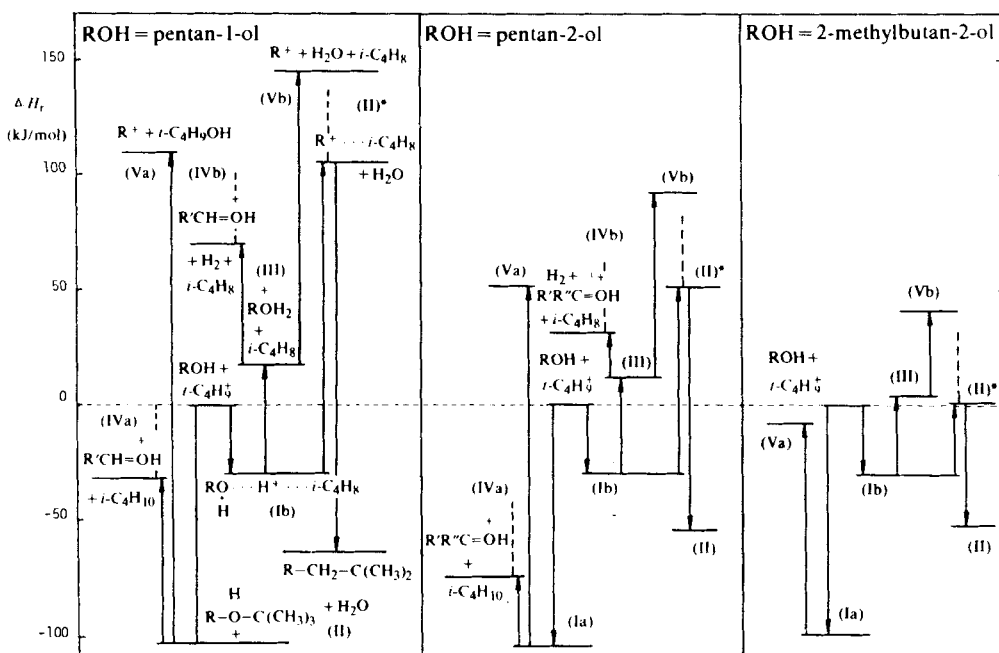 ROH = pentan-1-ol
R⁺ + H₂O + i-C₄H₈
150
ΔHᵣ
(kJ/mol)
(Vb)
(II)*
R⁺ + i-C₄H₉OH
R⁺ ··· i-C₄H₈
+ H₂O
(Va)
100
(IVb)
+
R'CH=OH
+ H₂ +
i-C₄H₈
(III)
+
ROH₂
+
i-C₄H₈
50
ROH +
i-C₄H₉⁺
0
(IVa)
+
R'CH=OH
+ i-C₄H₁₀
RO ··· H⁺ ··· i-C₄H₈
H
(Ib)
-50
R-CH₂-C(CH₃)₂
+ H₂O
(II)
H
R-O-C(CH₃)₃
+
-100
ROH = pentan-2-ol
(Vb)
(IVb)
(Va)
H₂ + +
R'R"C=OH
+ i-C₄H₈
(II)*
ROH +
i-C₄H₉⁺
(III)
(Ib)
(IVa)
+
R'R"C=OH
+
i-C₄H₁₀
(II)
(Ia)
ROH = 2-methylbutan-2-ol
(Vb)
ROH +
i-C₄H₉⁺
(III)
(II)*
(Va)
(Ib)
(II)
(Ia)